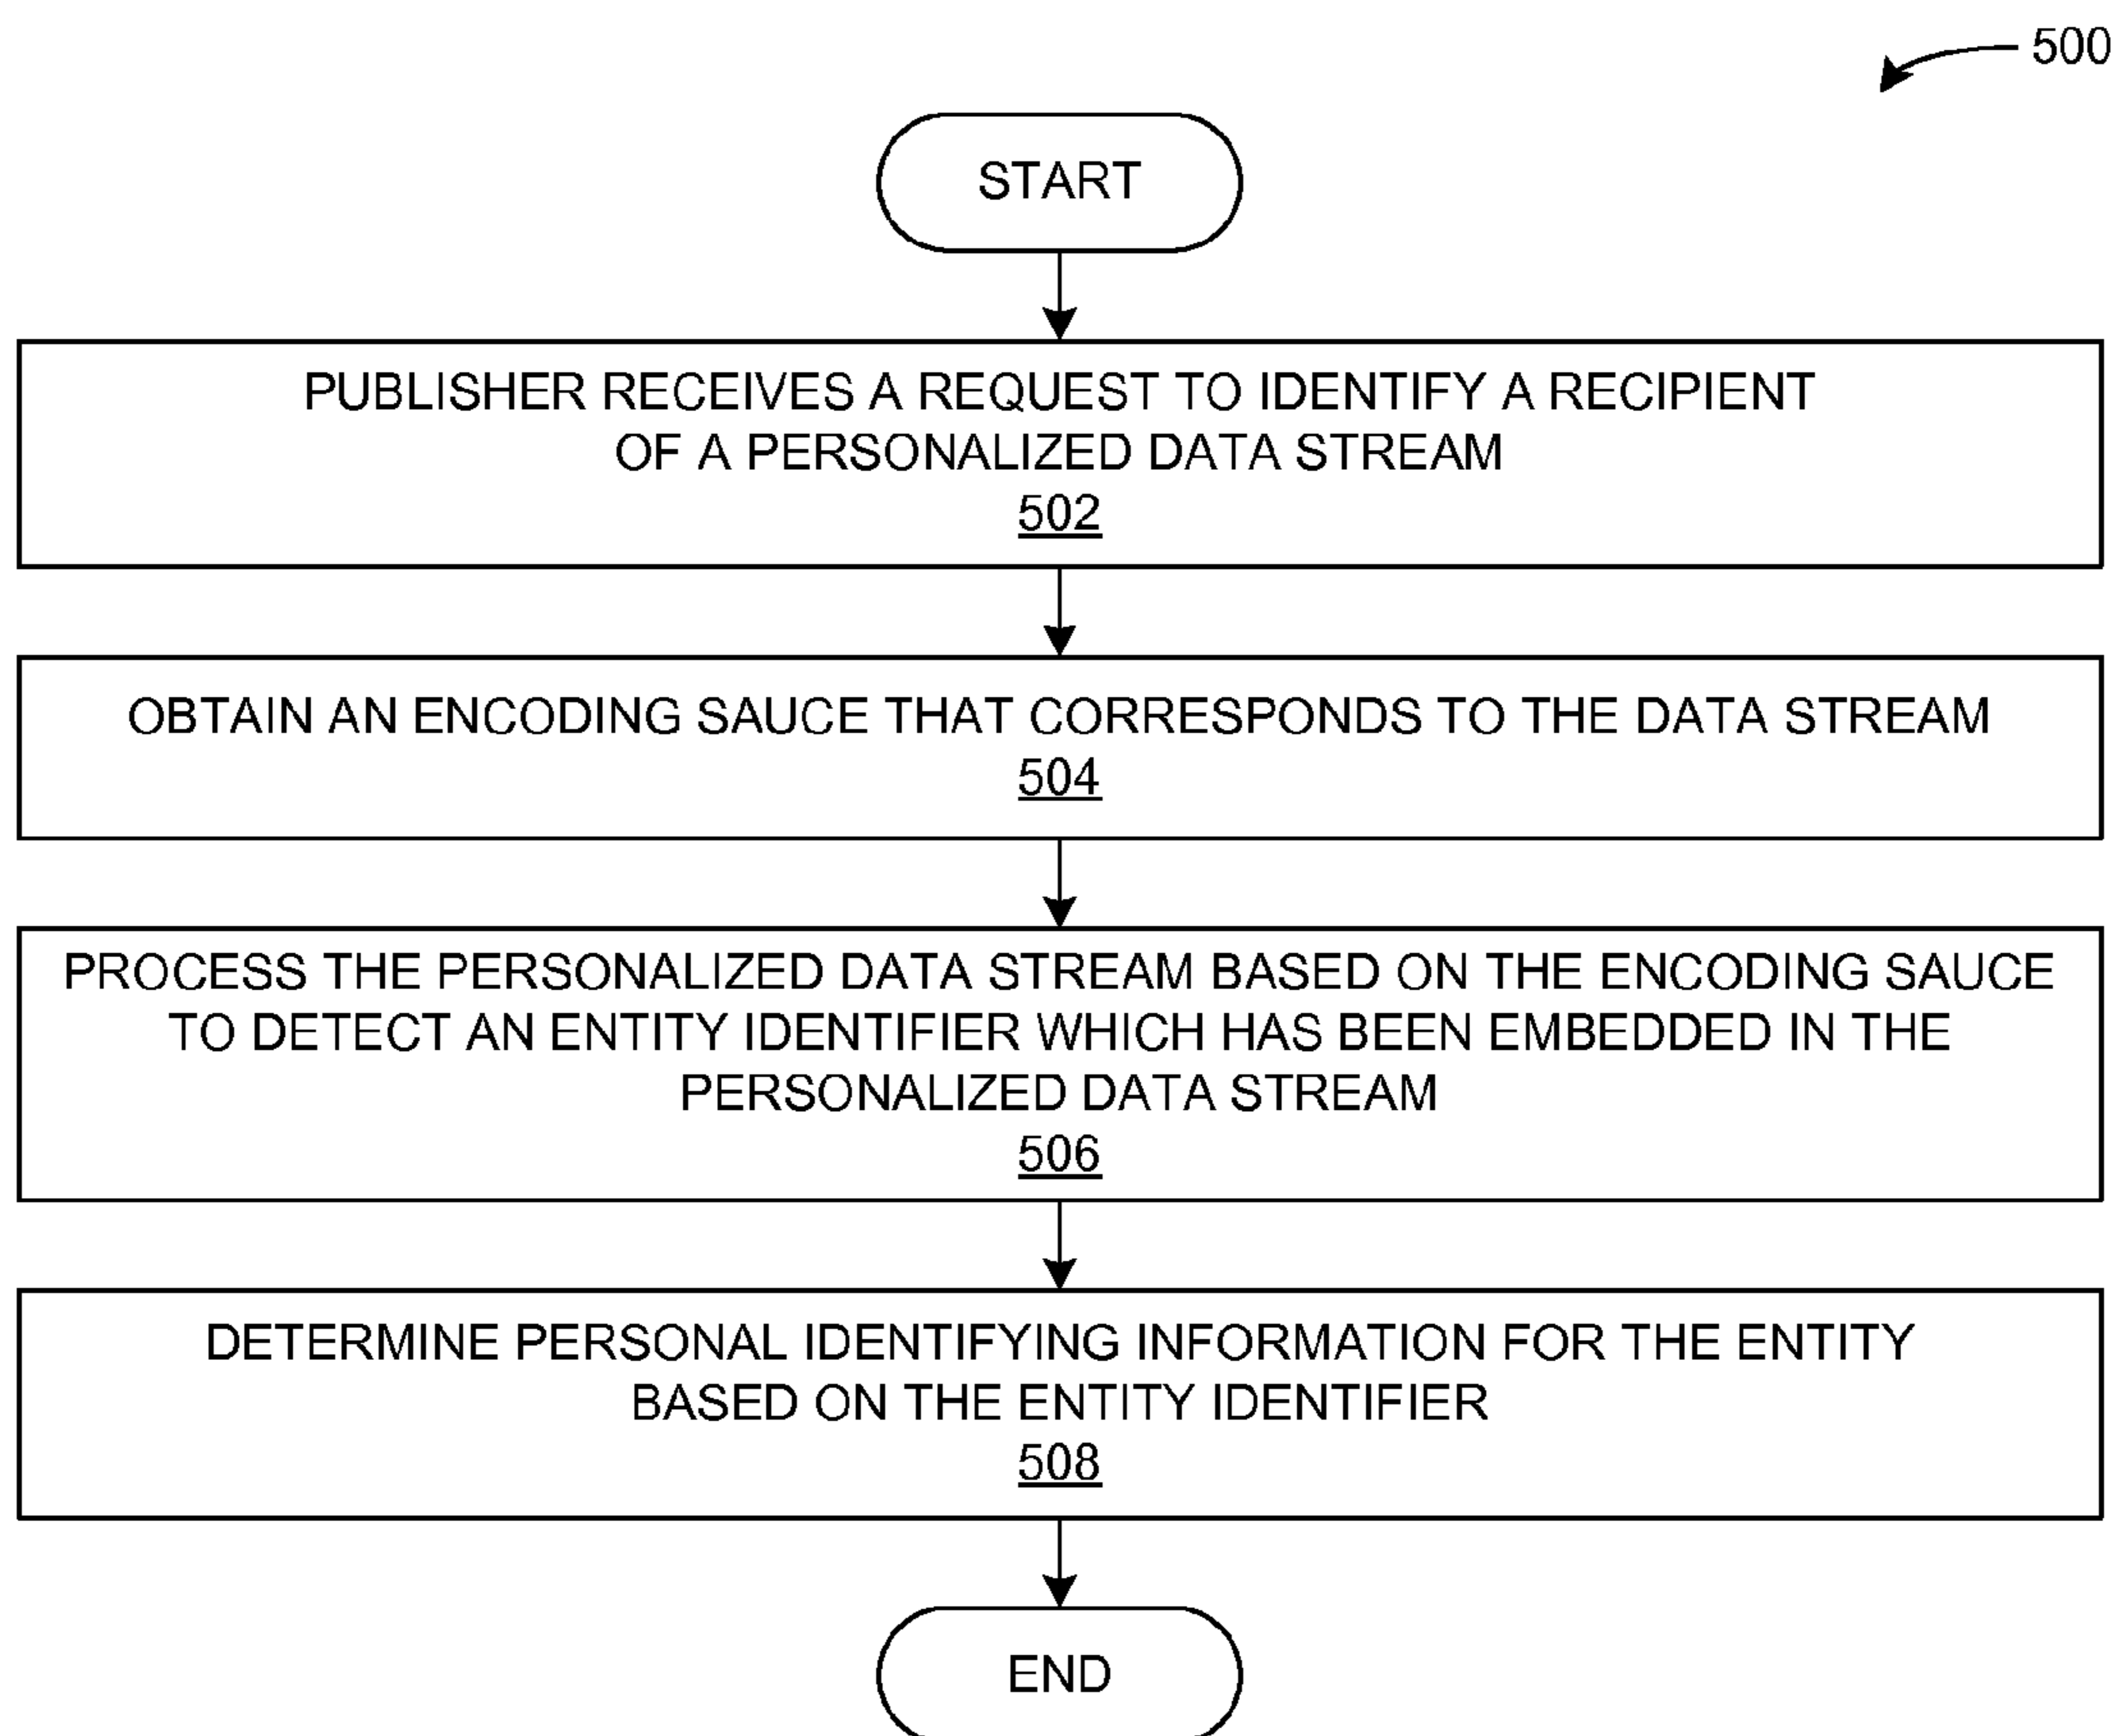 500
START
PUBLISHER RECEIVES A REQUEST TO IDENTIFY A RECIPIENT
OF A PERSONALIZED DATA STREAM
502
OBTAIN AN ENCODING SAUCE THAT CORRESPONDS TO THE DATA STREAM
504
PROCESS THE PERSONALIZED DATA STREAM BASED ON THE ENCODING SAUCE
TO DETECT AN ENTITY IDENTIFIER WHICH HAS BEEN EMBEDDED IN THE
PERSONALIZED DATA STREAM
506
DETERMINE PERSONAL IDENTIFYING INFORMATION FOR THE ENTITY
BASED ON THE ENTITY IDENTIFIER
508
END